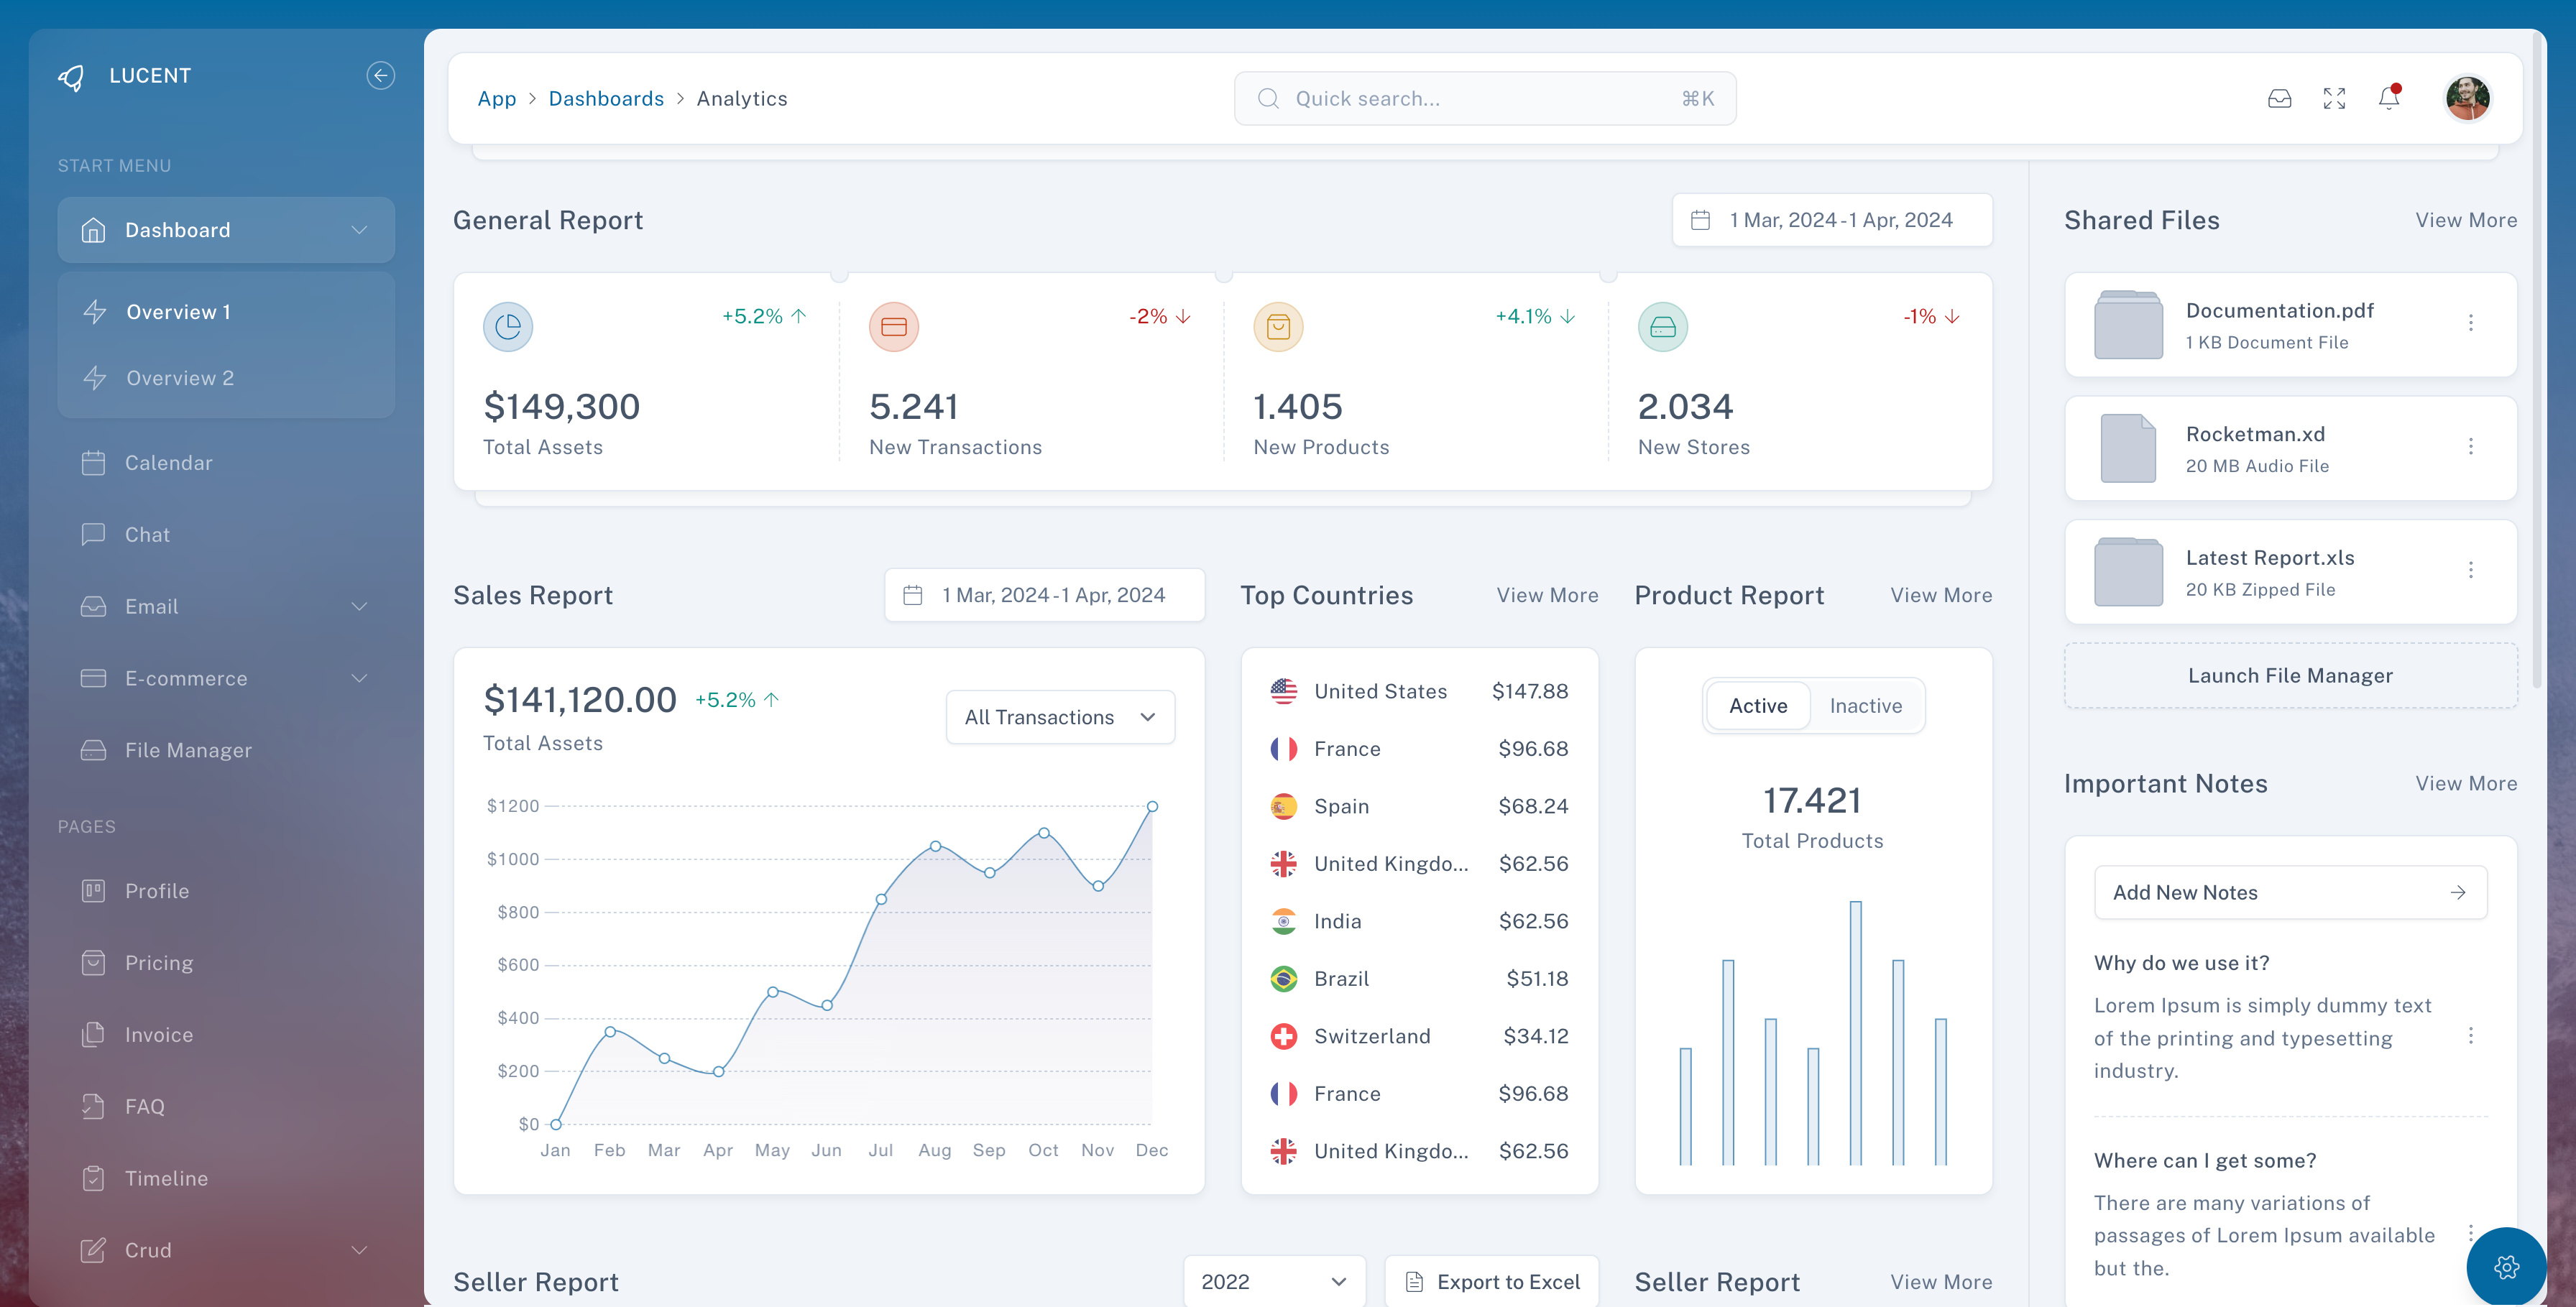 LUCENT
START MENU
Dashboard
Overview 1
Overview 2
Calendar
Chat
Email
E-commerce
File Manager
PAGES
Profile
Pricing
Invoice
FAQ
Timeline
Crud
App > Dashboards > Analytics
Quick search...
⌘K
General Report
1 Mar, 2024 - 1 Apr, 2024
+5.2%
$149,300
Total Assets
-2%
5.241
New Transactions
+4.1%
1.405
New Products
-1%
2.034
New Stores
Sales Report
1 Mar, 2024 - 1 Apr, 2024
$141,120.00 +5.2%
Total Assets
All Transactions
$1200
$1000
$800
$600
$400
$200
$0
Jan Feb Mar Apr May Jun Jul Aug Sep Oct Nov Dec
Top Countries
View More
United States $147.88
France $96.68
Spain $68.24
United Kingdo... $62.56
India $62.56
Brazil $51.18
Switzerland $34.12
France $96.68
United Kingdo... $62.56
Product Report
View More
Active Inactive
17.421
Total Products
Seller Report
2022
Export to Excel
Seller Report
View More
Shared Files
View More
Documentation.pdf
1 KB Document File
Rocketman.xd
20 MB Audio File
Latest Report.xls
20 KB Zipped File
Launch File Manager
Important Notes
View More
Add New Notes
Why do we use it?
Lorem Ipsum is simply dummy text
of the printing and typesetting
industry.
Where can I get some?
There are many variations of
passages of Lorem Ipsum available
but the.